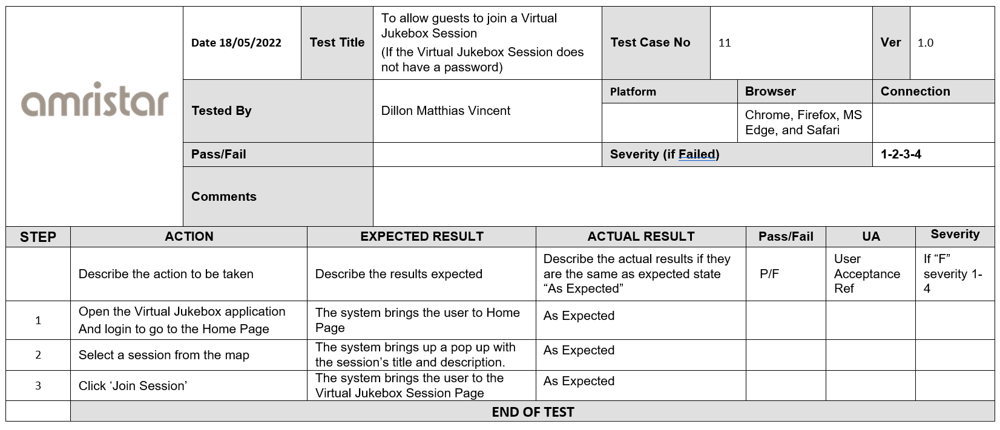 amristar
Date 18/05/2022
Test Title
To allow guests to join a Virtual
Jukebox Session
(If the Virtual Jukebox Session does
not have a password)
Test Case No
11
Ver
1.0
Tested By
Dillon Matthias Vincent
Platform
Browser
Connection
Chrome, Firefox, MS
Edge, and Safari
Pass/Fail
Severity (if Failed)
1-2-3-4
Comments
STEP
ACTION
EXPECTED RESULT
ACTUAL RESULT
Pass/Fail
UA
Severity
Describe the action to be taken
Describe the results expected
Describe the actual results if they
are the same as expected state
“As Expected”
P/F
User
Acceptance
Ref
If “F”
severity 1-
4
1
Open the Virtual Jukebox application
And login to go to the Home Page
The system brings the user to Home
Page
As Expected
2
Select a session from the map
The system brings up a pop up with
the session’s title and description.
As Expected
3
Click ‘Join Session’
The system brings the user to the
Virtual Jukebox Session Page
As Expected
END OF TEST